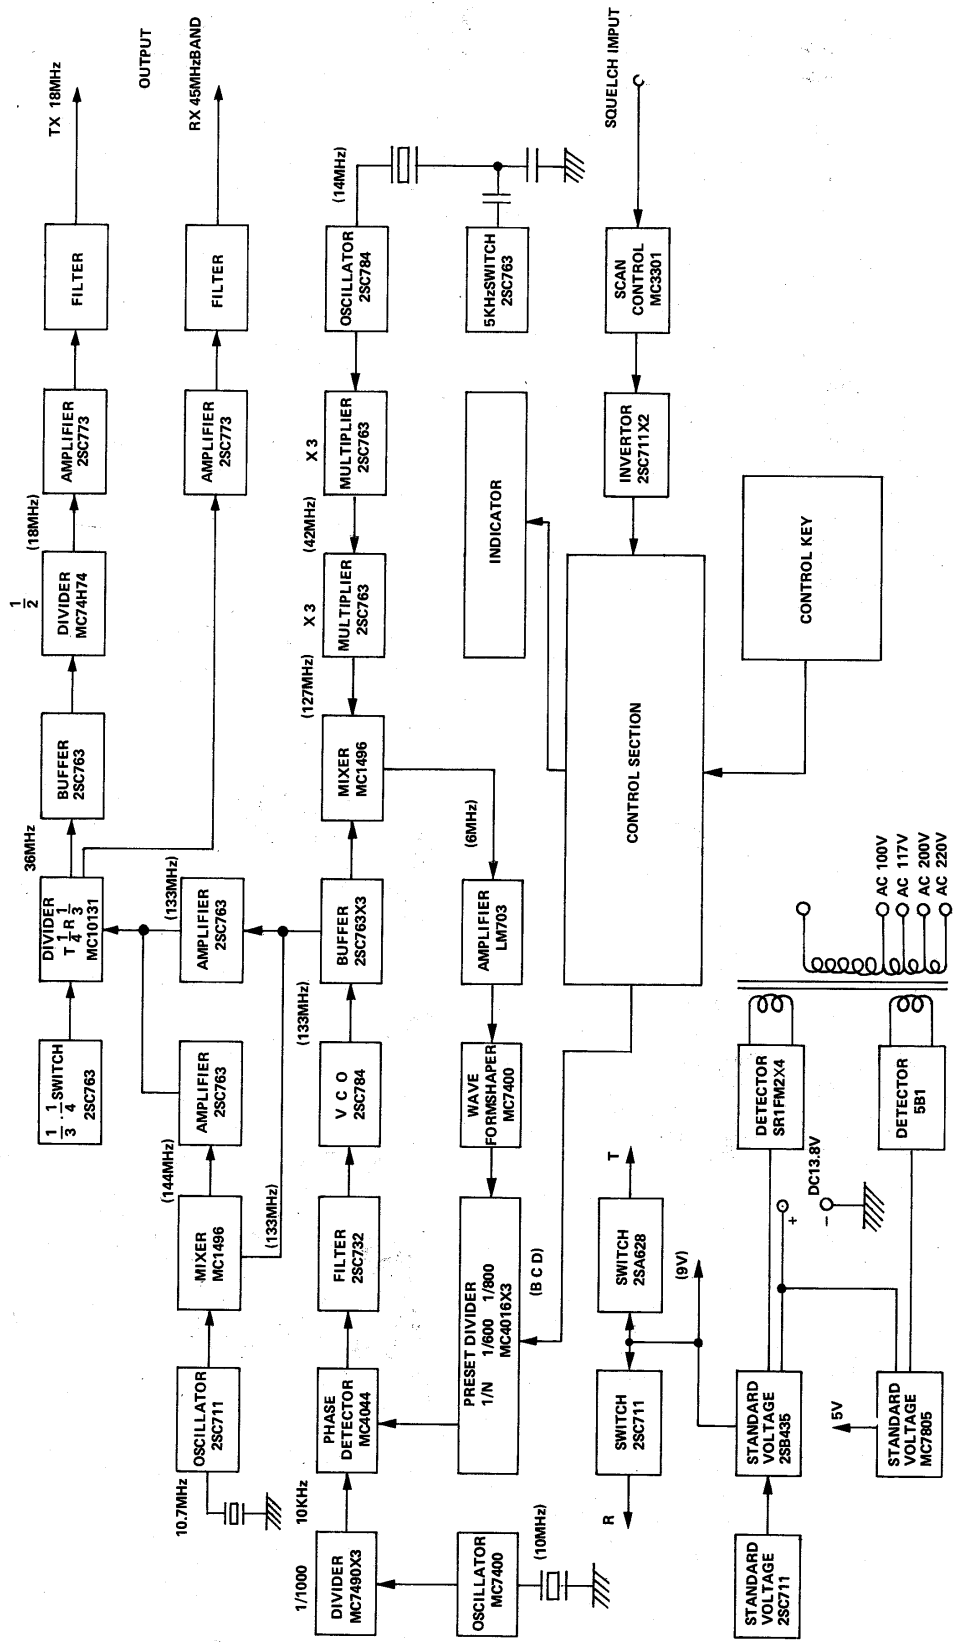 1/3 · 1/4 SWITCH
2SC763
DIVIDER
T 1/4 R 1/3
MC10131
36MHz
BUFFER
2SC763
1/2
DIVIDER
MC74H74
(18MHz)
AMPLIFIER
2SC773
FILTER
TX 18MHz
OUTPUT
10.7MHz
OSCILLATOR
2SC711
MIXER
MC1496
(144MHz)
(133MHz)
AMPLIFIER
2SC763
AMPLIFIER
2SC763
(133MHz)
AMPLIFIER
2SC773
FILTER
RX 45MHzBAND
1/1000
DIVIDER
MC7490X3
10KHz
PHASE
DETECTOR
MC4044
FILTER
2SC732
V C O
2SC784
(133MHz)
BUFFER
2SC763X3
MIXER
MC1496
(127MHz)
X 3
MULTIPLIER
2SC763
(42MHz)
X 3
MULTIPLIER
2SC763
OSCILLATOR
2SC784
(14MHz)
OSCILLATOR
MC7400
(10MHz)
PRESET DIVIDER
1/N 1/600 1/800
MC4016X3
(B C D)
WAVE
FORMSHAPER
MC7400
AMPLIFIER
LM703
(6MHz)
INDICATOR
5KHzSWITCH
2SC763
R
SWITCH
2SC711
SWITCH
2SA628
T
(9V)
CONTROL SECTION
INVERTOR
2SC711X2
SCAN
CONTROL
MC3301
SQUELCH IMPUT
STANDARD
VOLTAGE
2SC711
STANDARD
VOLTAGE
2SB435
+
−
DC13.8V
DETECTOR
SR1FM2X4
CONTROL KEY
5V
STANDARD
VOLTAGE
MC7805
DETECTOR
5B1
AC 100V
AC 117V
AC 200V
AC 220V